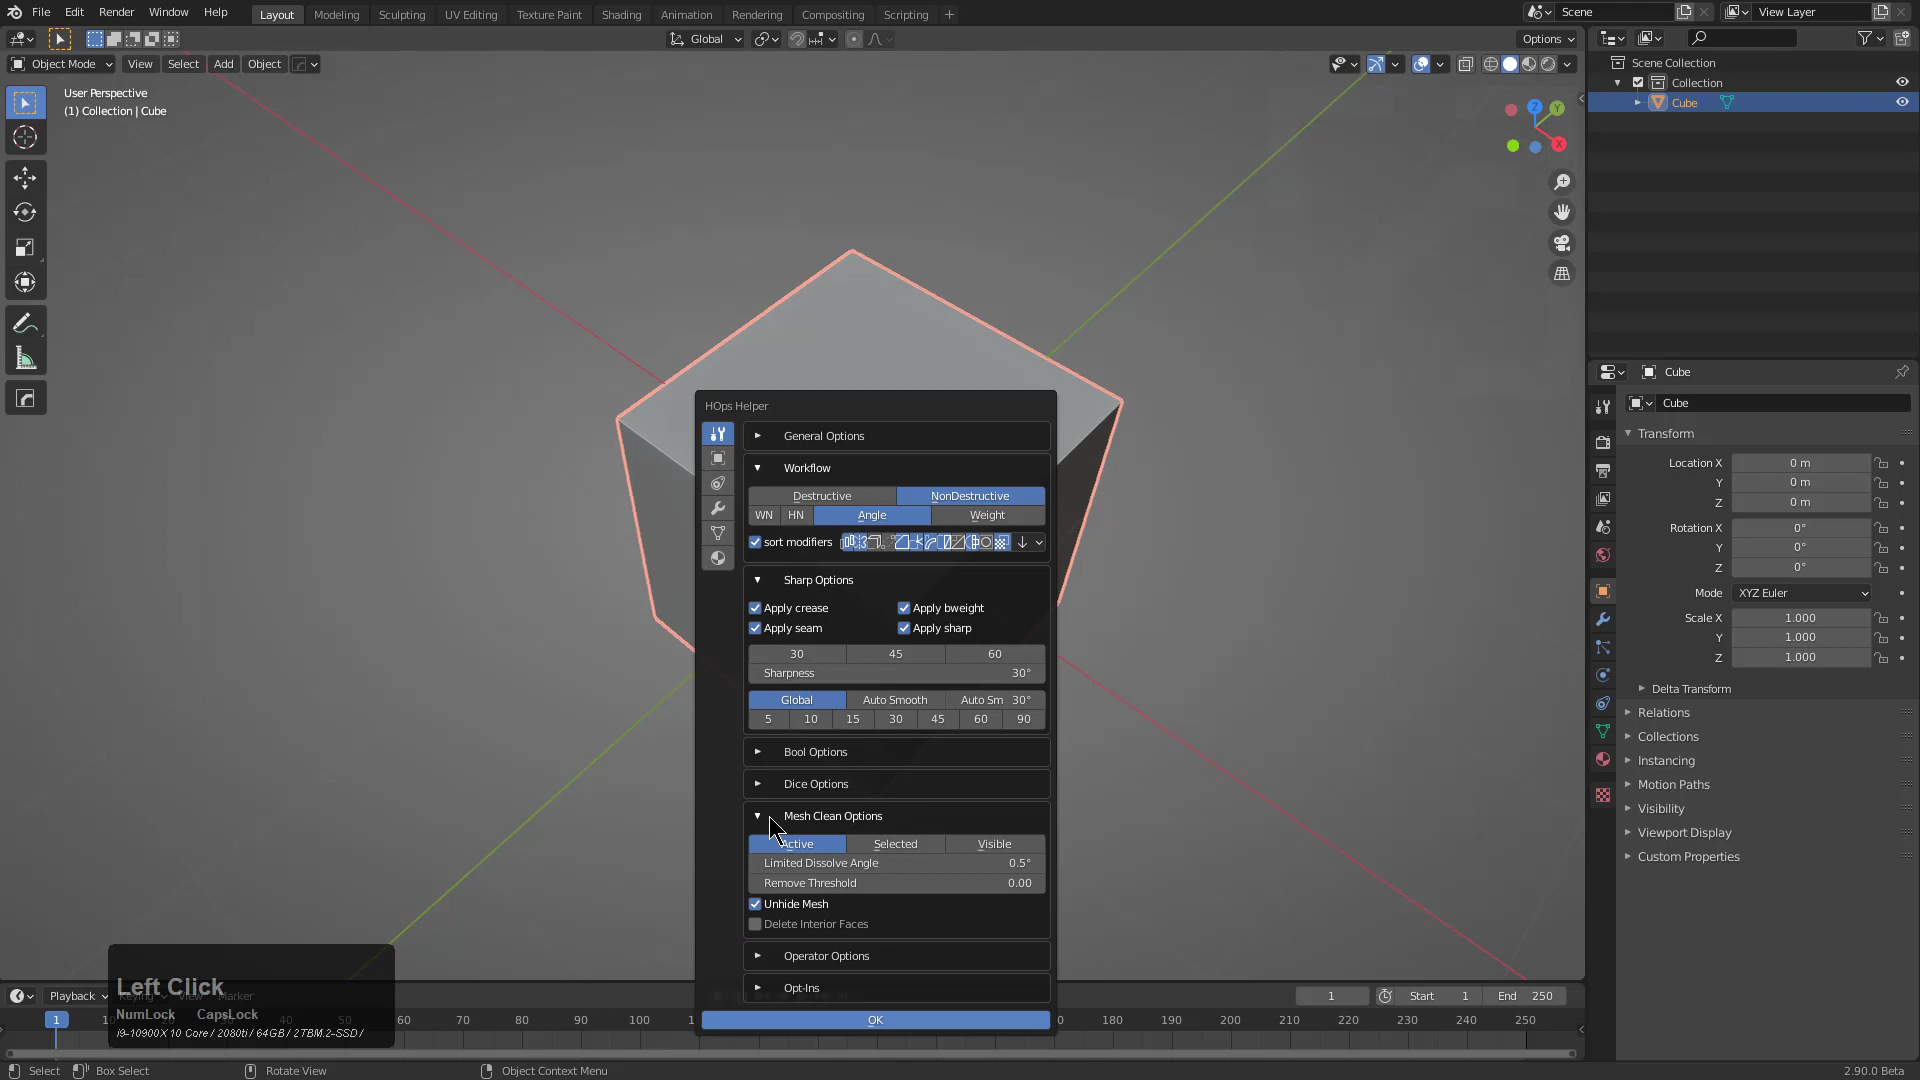 File Edit Render Window Help Layout Modeling Sculpting UV Editing Texture Paint Shading Animation Rendering Compositing Scripting + Scene View Layer
Global Options
Object Mode View Select Add Object
User Perspective
(1) Collection | Cube
Z Y X
Scene Collection
Collection
Cube
HOps Helper
General Options
Workflow
Destructive NonDestructive
WN HN Angle Weight
sort modifiers
Sharp Options
Apply crease Apply bweight
Apply seam Apply sharp
30 45 60
Sharpness 30°
Global Auto Smooth Auto Sm 30°
5 10 15 30 45 60 90
Bool Options
Dice Options
Mesh Clean Options
Active Selected Visible
Limited Dissolve Angle 0.5°
Remove Threshold 0.00
Unhide Mesh
Delete Interior Faces
Operator Options
Opt-Ins
OK
Cube
Cube
Transform
Location X 0 m
Y 0 m
Z 0 m
Rotation X 0°
Y 0°
Z 0°
Mode XYZ Euler
Scale X 1.000
Y 1.000
Z 1.000
Delta Transform
Relations
Collections
Instancing
Motion Paths
Visibility
Viewport Display
Custom Properties
Left Click
NumLock CapsLock
i9-10900X 10 Core / 2080ti / 64GB / 2TBM.2-SSD /
Playback Keying View Marker 1 Start 1 End 250
1 60 70 80 90 100 180 190 200 210 220 230 240 250
Select Box Select Rotate View Object Context Menu 2.90.0 Beta